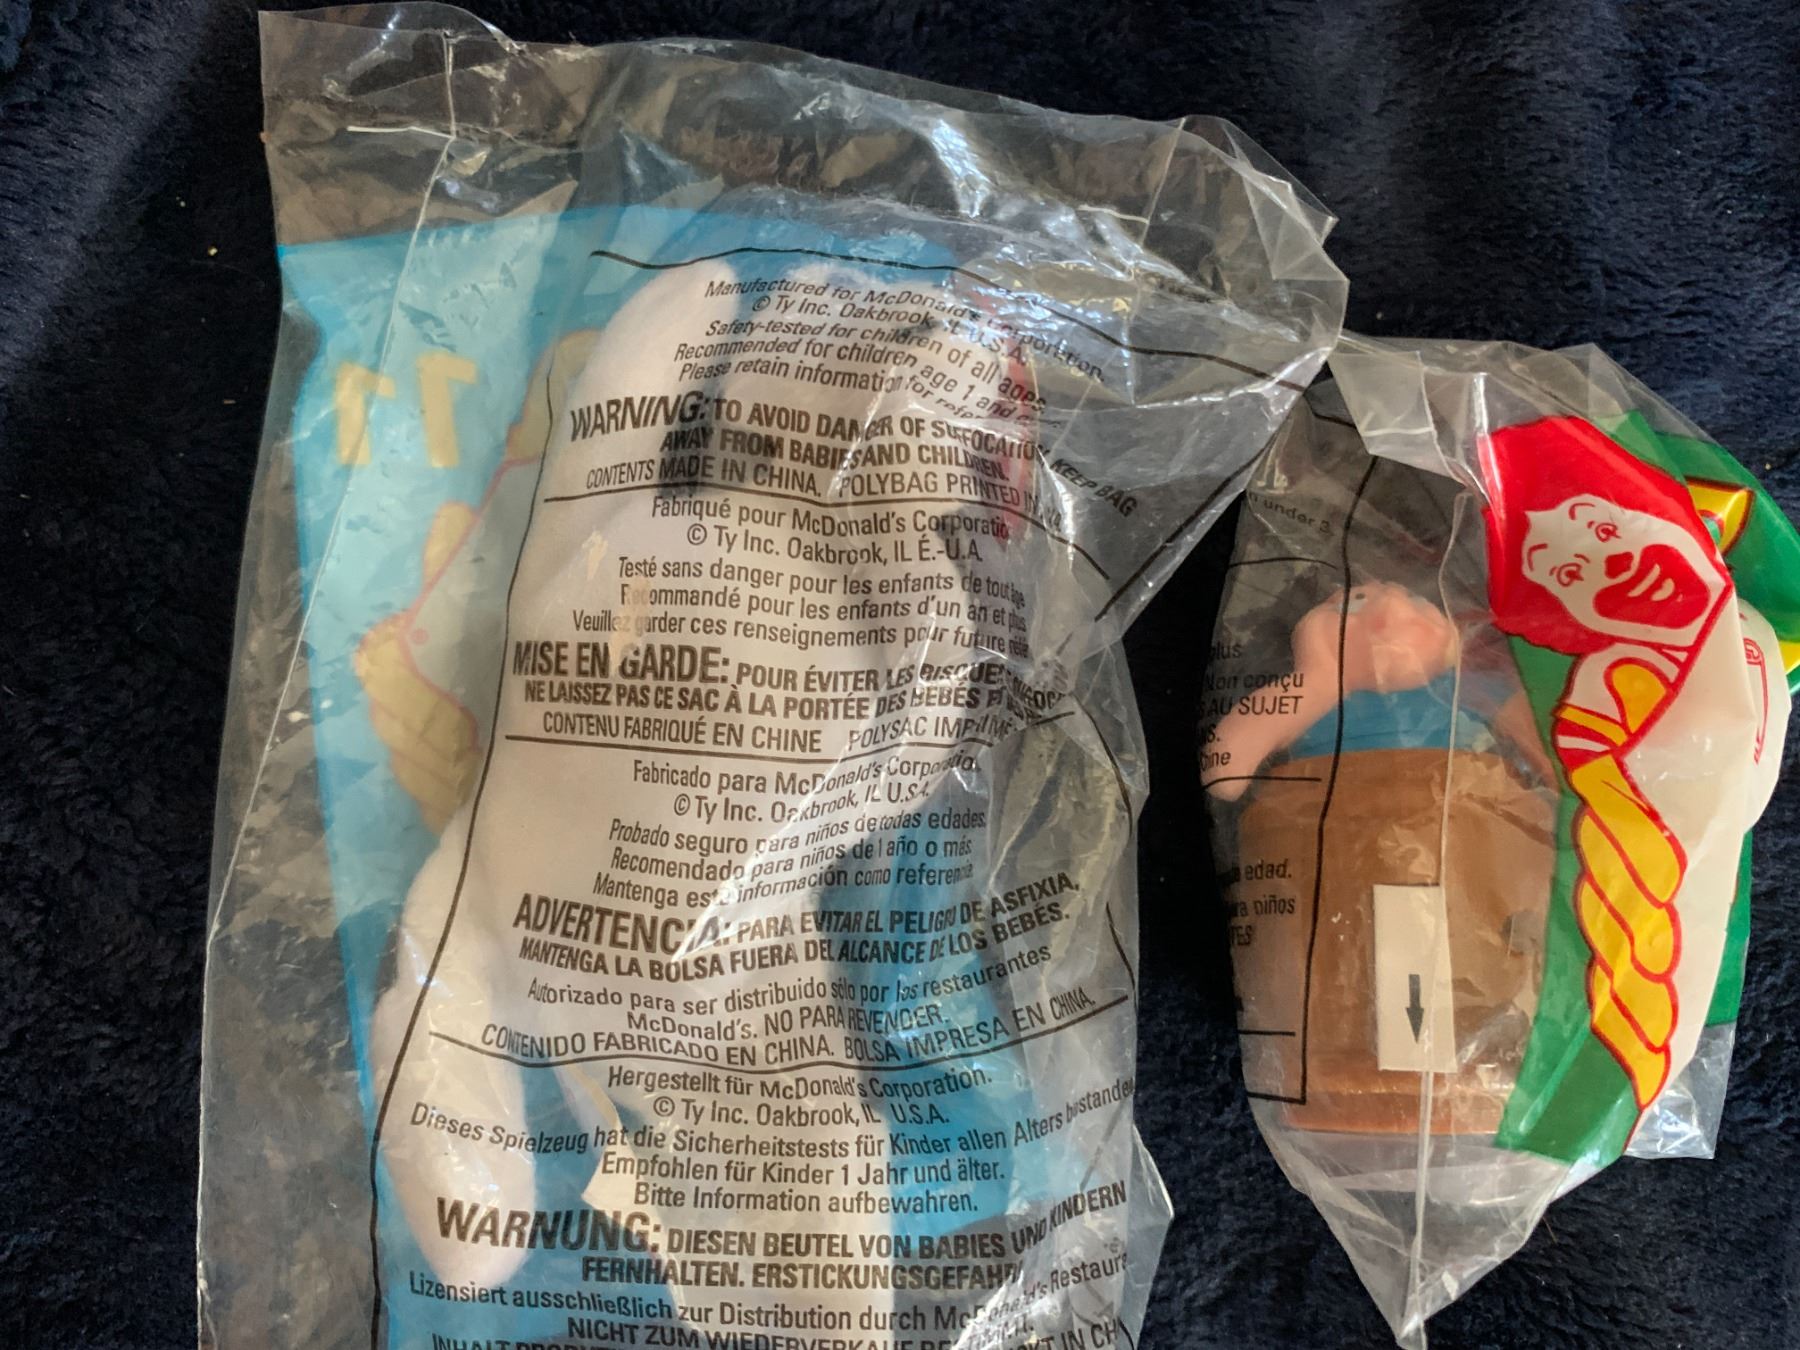 Manufactured for McDonald's Corporation.
© Ty Inc. Oakbrook IL U.S.A.
Safety-tested for children of all ages.
Recommended for children age 1 and
Please retain information for
WARNING: TO AVOID DANGER OF SUFFOCATION KEEP BAG
AWAY FROM BABIES AND CHILDREN.
CONTENTS MADE IN CHINA. POLYBAG PRINTED IN
Fabriqué pour McDonald's Corporation
© Ty Inc. Oakbrook, IL É.-U.A.
Testé sans danger pour les enfants de tout âge
Recommandé pour les enfants d'un an et plus
Veuillez garder ces renseignements pour future
MISE EN GARDE: POUR ÉVITER LES RISQUES
NE LAISSEZ PAS CE SAC À LA PORTÉE DES BÉBÉS
CONTENU FABRIQUÉ EN CHINE POLYSAC IMPRIMÉ
Fabricado para McDonald's Corporation.
© Ty Inc. Oakbrook, IL U.S.A.
Probado seguro para niños de todas edades.
Recomendado para niños de 1 año o más
Mantenga esta información como referencia
ADVERTENCIA: PARA EVITAR EL PELIGRO DE ASFIXIA,
MANTENGA LA BOLSA FUERA DEL ALCANCE DE LOS BEBÉS.
Autorizado para ser distribuido sólo por los restaurantes
McDonald's. NO PARA REVENDER.
CONTENIDO FABRICADO EN CHINA. BOLSA IMPRESA EN CHINA.
Hergestellt für McDonald's Corporation.
© Ty Inc. Oakbrook, IL U.S.A.
Dieses Spielzeug hat die Sicherheitstests für Kinder allen Alters bestanden
Empfohlen für Kinder 1 Jahr und älter.
Bitte Information aufbewahren.
WARNUNG: DIESEN BEUTEL VON BABIES UND KINDERN
FERNHALTEN. ERSTICKUNGSGEFAHR
Lizensiert ausschließlich zur Distribution durch McDonald's Restaura
NICHT ZUM WIEDERVERKAUF
INHALT
11
under 3
plus
Non conçu
AU SUJET
edad.
niños